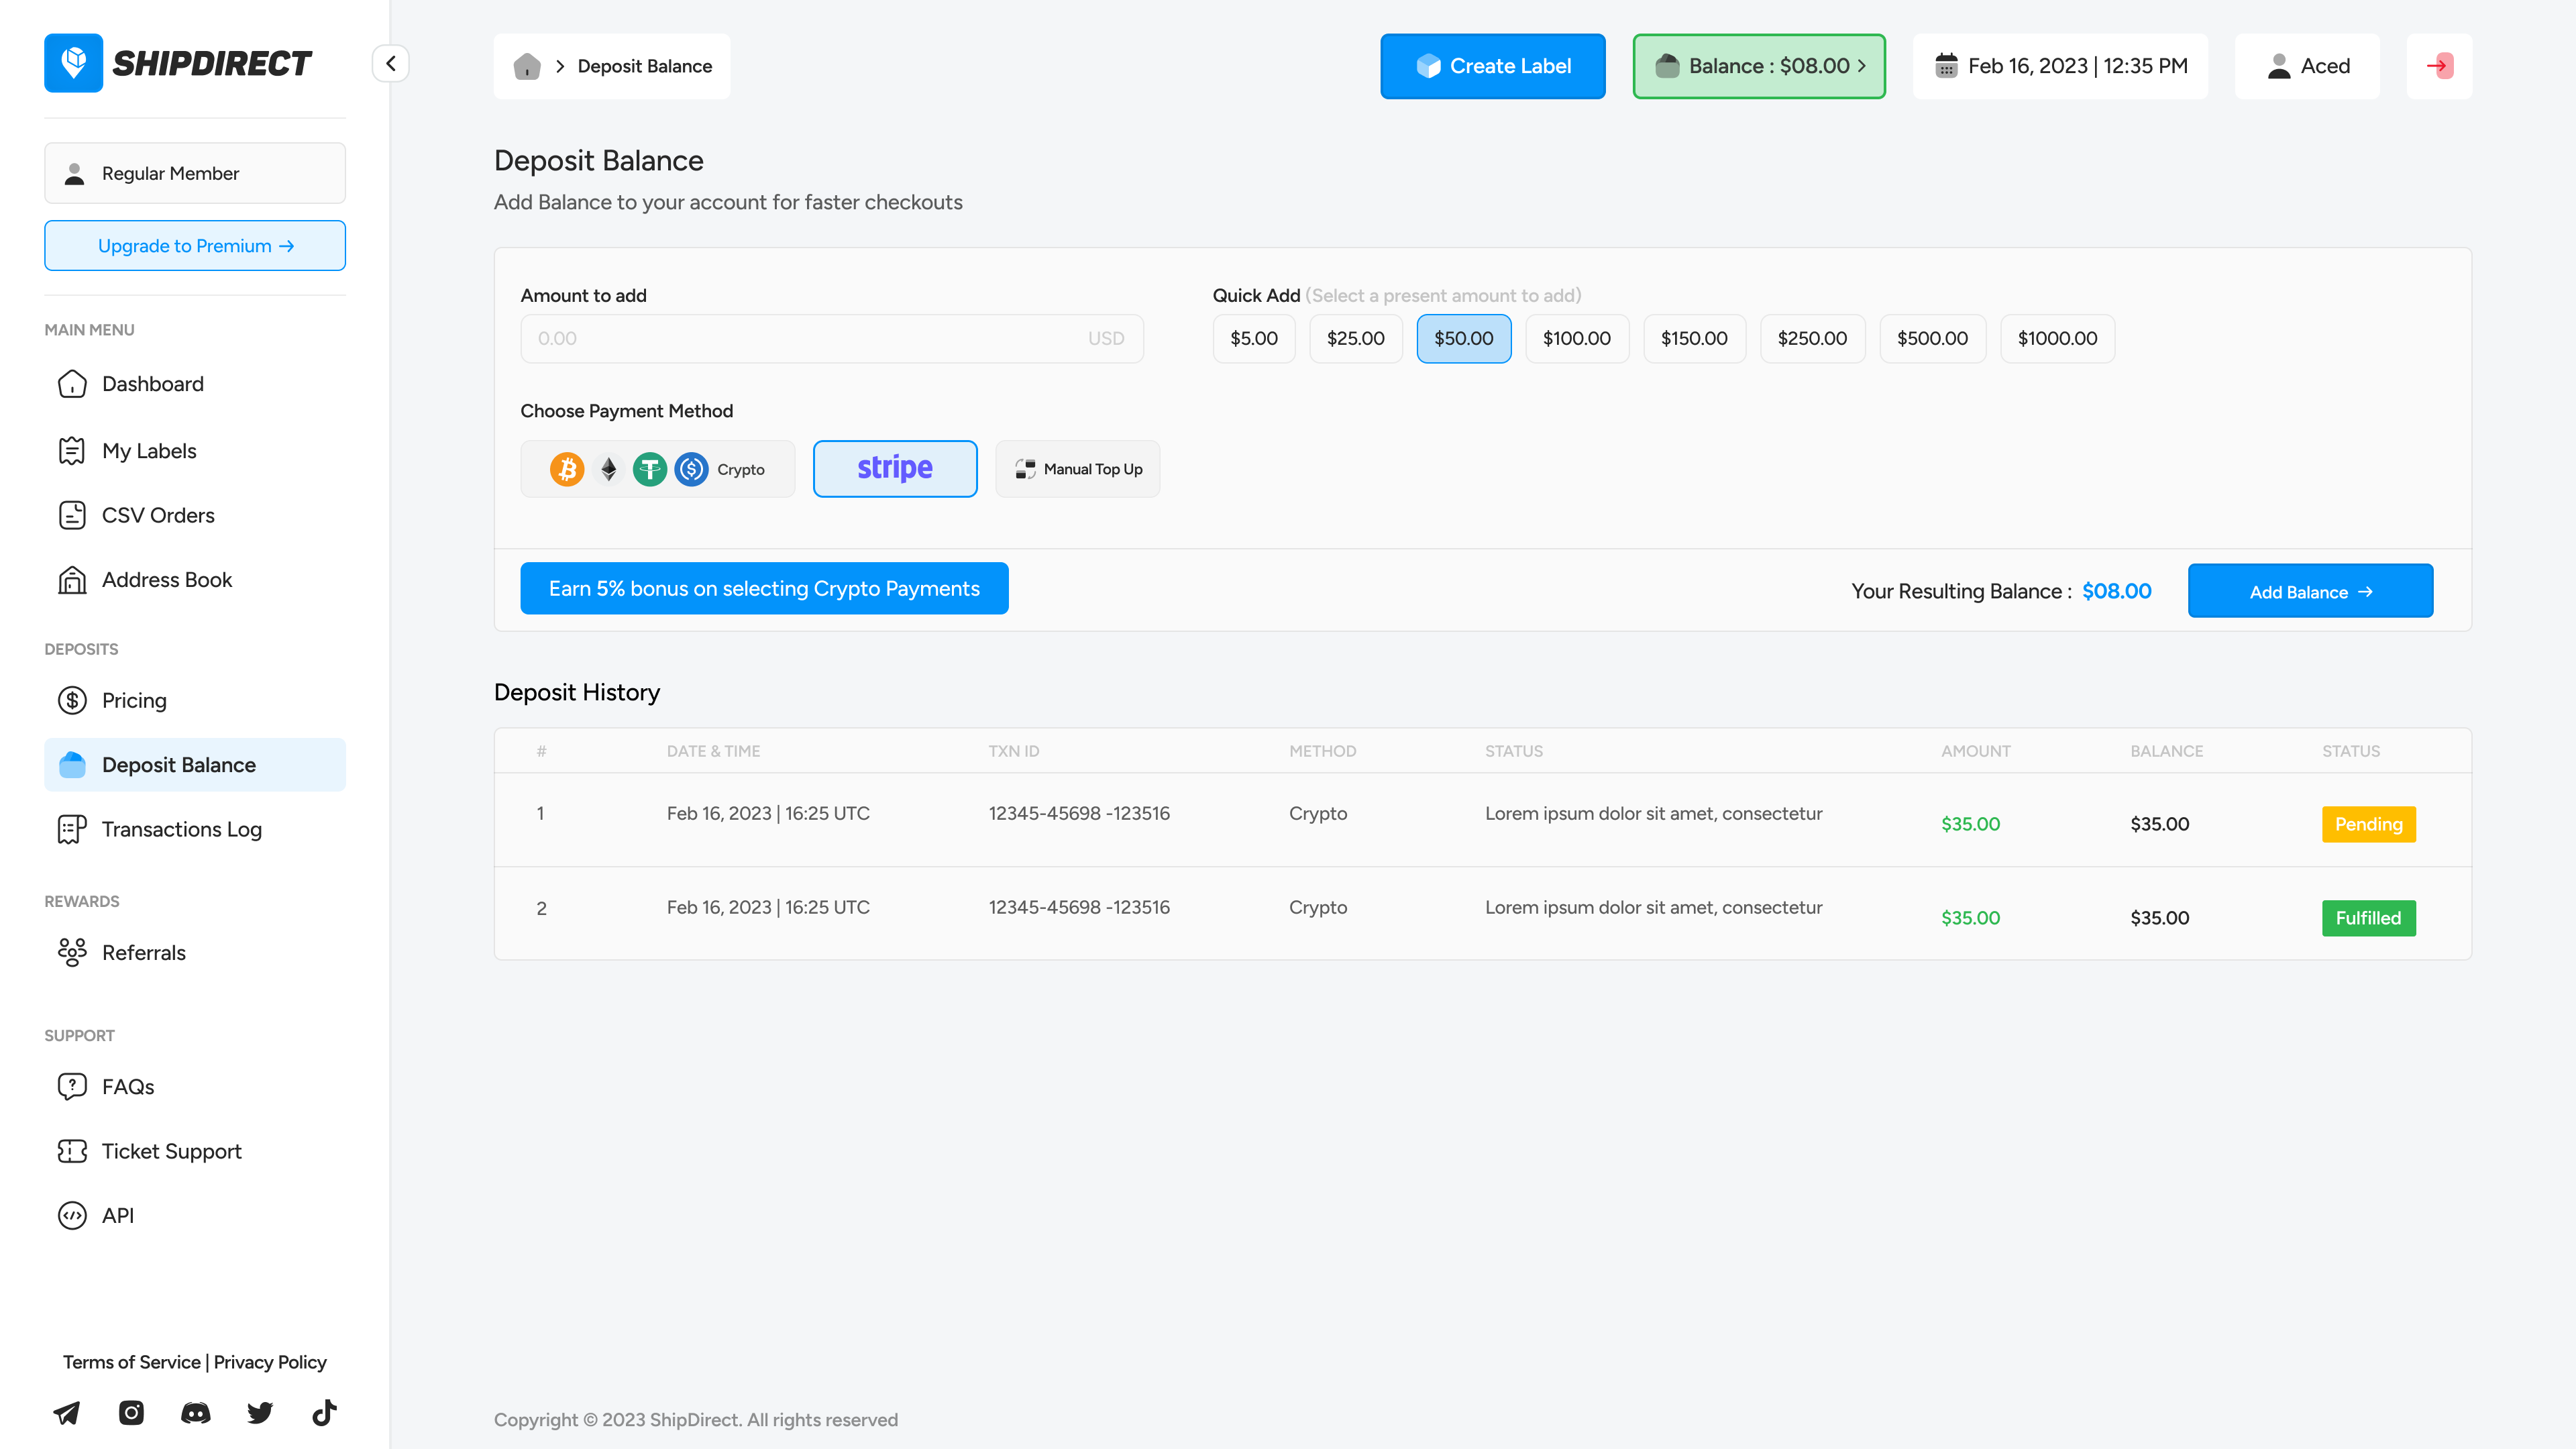 SHIPDIRECT
Regular Member
Upgrade to Premium →
MAIN MENU
Dashboard
My Labels
CSV Orders
Address Book
DEPOSITS
Pricing
Deposit Balance
Transactions Log
REWARDS
Referrals
SUPPORT
FAQs
Ticket Support
API
Terms of Service | Privacy Policy
> Deposit Balance
Create Label
Balance : $08.00 >
Feb 16, 2023 | 12:35 PM
Aced
Deposit Balance
Add Balance to your account for faster checkouts
Amount to add
0.00 USD
Quick Add (Select a present amount to add)
$5.00 $25.00 $50.00 $100.00 $150.00 $250.00 $500.00 $1000.00
Choose Payment Method
Crypto stripe Manual Top Up
Earn 5% bonus on selecting Crypto Payments
Your Resulting Balance : $08.00
Add Balance →
Deposit History
# DATE & TIME TXN ID METHOD STATUS AMOUNT BALANCE STATUS
1 Feb 16, 2023 | 16:25 UTC 12345-45698 -123516 Crypto Lorem ipsum dolor sit amet, consectetur $35.00 $35.00 Pending
2 Feb 16, 2023 | 16:25 UTC 12345-45698 -123516 Crypto Lorem ipsum dolor sit amet, consectetur $35.00 $35.00 Fulfilled
Copyright © 2023 ShipDirect. All rights reserved